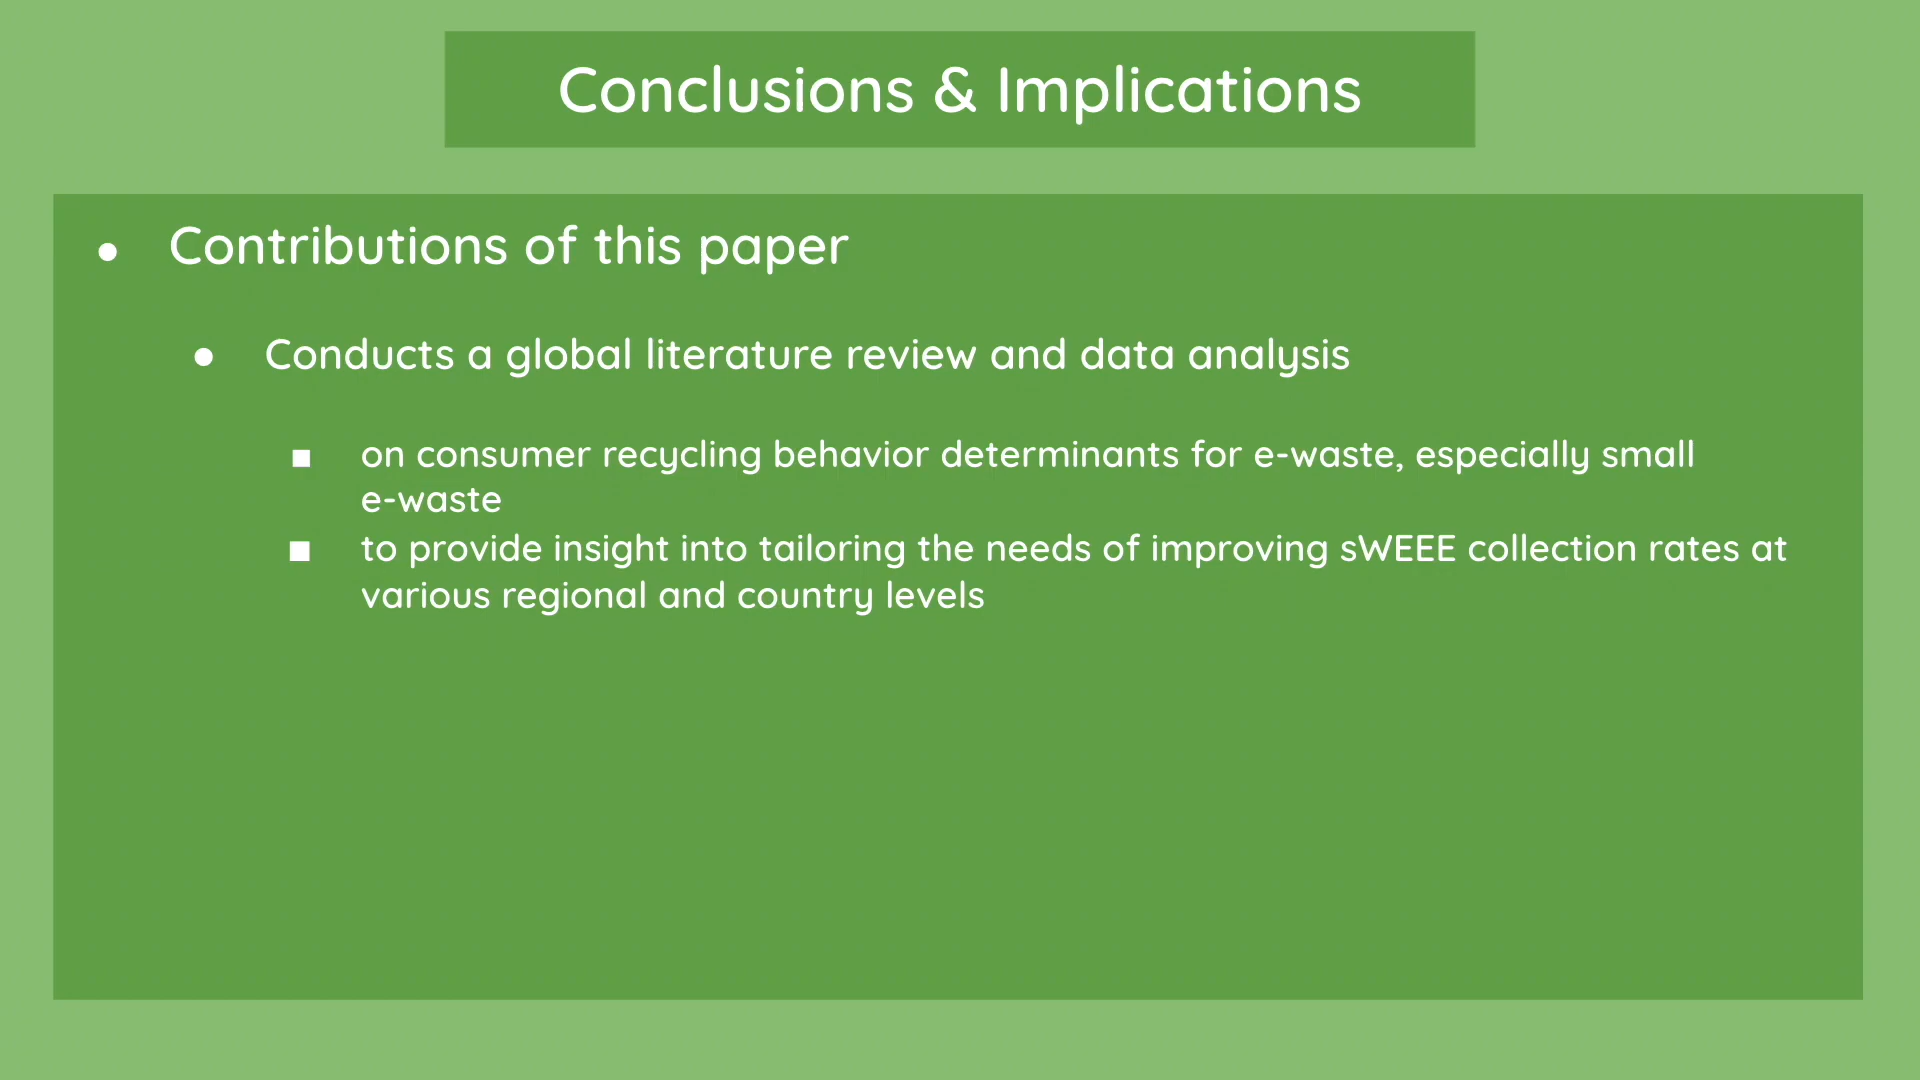 Conclusions & Implications
● Contributions of this paper
● Conducts a global literature review and data analysis
■ on consumer recycling behavior determinants for e-waste, especially small
e-waste
■ to provide insight into tailoring the needs of improving sWEEE collection rates at
various regional and country levels